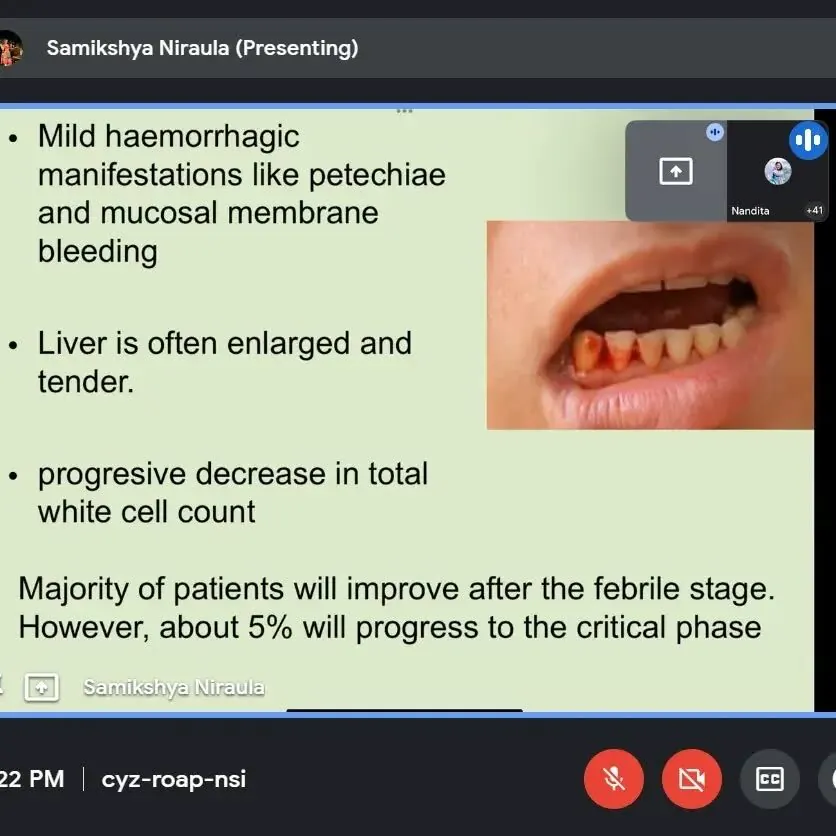 Samikshya Niraula (Presenting)
• Mild haemorrhagic
manifestations like petechiae
and mucosal membrane
bleeding
Nandita
+41
• Liver is often enlarged and
tender.
• progresive decrease in total
white cell count
Majority of patients will improve after the febrile stage.
However, about 5% will progress to the critical phase
Samikshya Niraula
22 PM | cyz-roap-nsi
CC